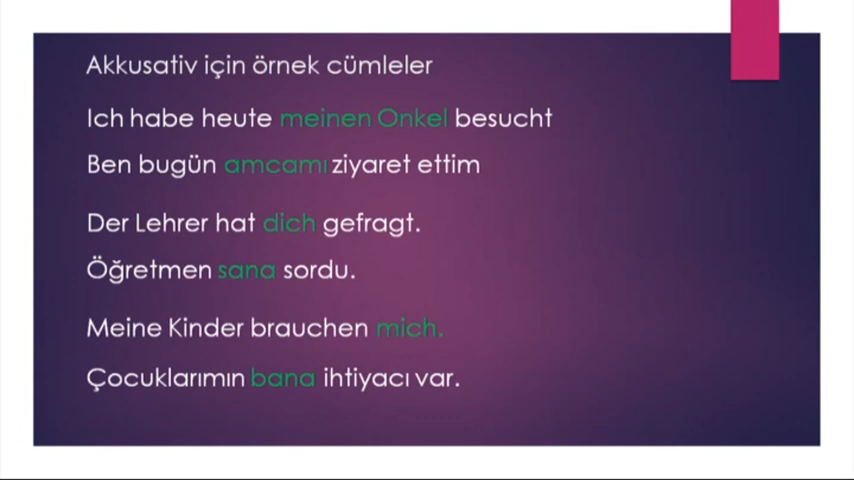 Akkusativ için örnek cümleler
Ich habe heute meinen Onkel besucht
Ben bugün amcamı ziyaret ettim
Der Lehrer hat dich gefragt.
Öğretmen sana sordu.
Meine Kinder brauchen mich.
Çocuklarımın bana ihtiyacı var.